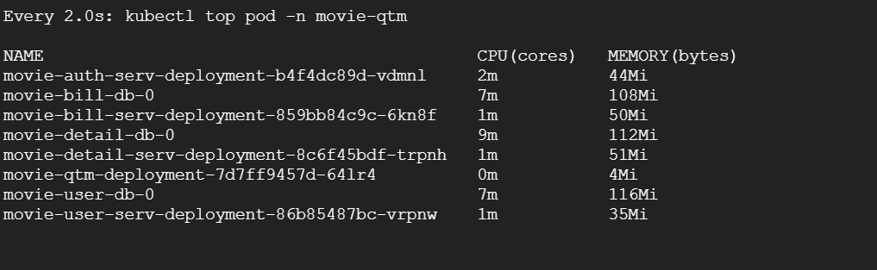 Every 2.0s: kubectl top pod -n movie-qtm
NAME CPU(cores) MEMORY(bytes)
movie-auth-serv-deployment-b4f4dc89d-vdmnl 2m 44Mi
movie-bill-db-0 7m 108Mi
movie-bill-serv-deployment-859bb84c9c-6kn8f 1m 50Mi
movie-detail-db-0 9m 112Mi
movie-detail-serv-deployment-8c6f45bdf-trpnh 1m 51Mi
movie-qtm-deployment-7d7ff9457d-64lr4 0m 4Mi
movie-user-db-0 7m 116Mi
movie-user-serv-deployment-86b85487bc-vrpnw 1m 35Mi